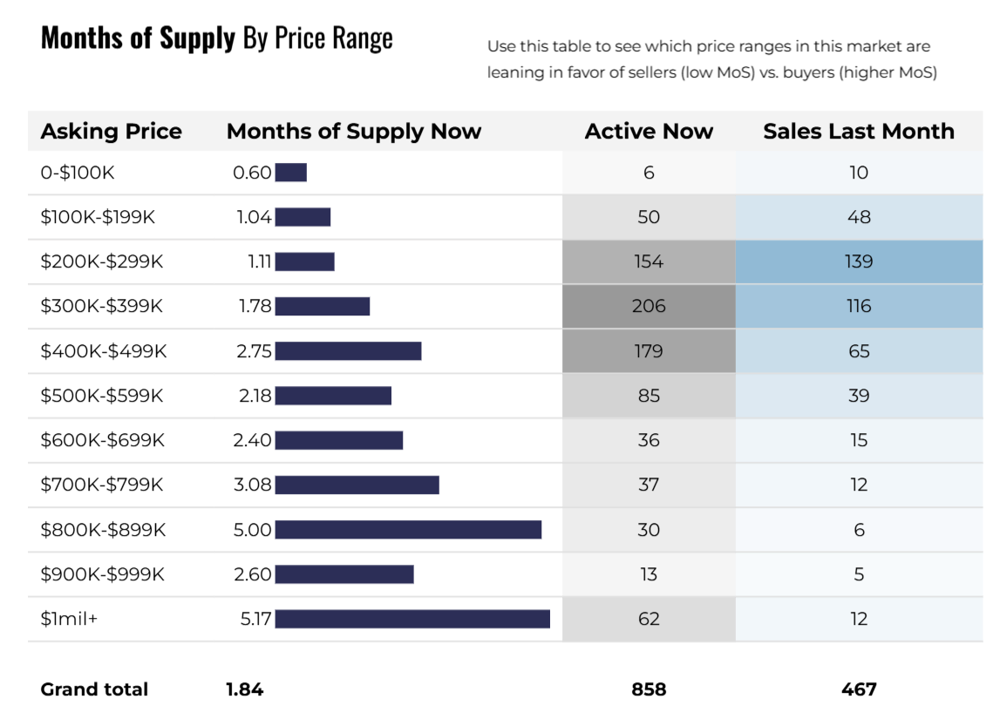 Months of Supply By Price Range
Use this table to see which price ranges in this market are
leaning in favor of sellers (low MoS) vs. buyers (higher MoS)
Asking Price Months of Supply Now Active Now Sales Last Month
0-$100K 0.60 6 10
$100K-$199K 1.04 50 48
$200K-$299K 1.11 154 139
$300K-$399K 1.78 206 116
$400K-$499K 2.75 179 65
$500K-$599K 2.18 85 39
$600K-$699K 2.40 36 15
$700K-$799K 3.08 37 12
$800K-$899K 5.00 30 6
$900K-$999K 2.60 13 5
$1mil+ 5.17 62 12
Grand total 1.84 858 467